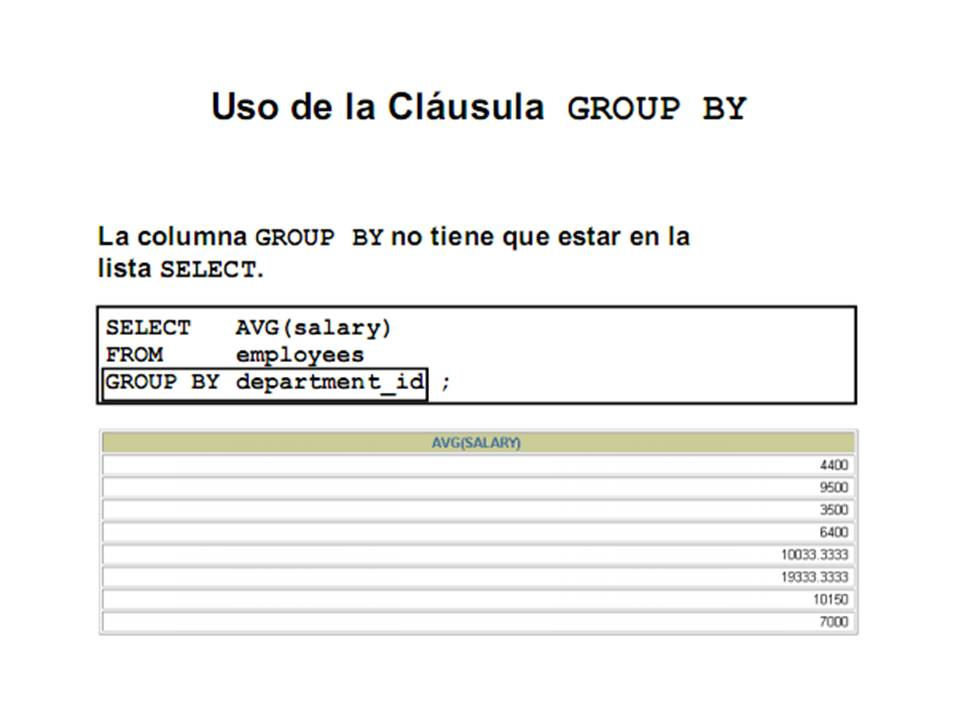 Uso de la Cláusula GROUP BY
La columna GROUP BY no tiene que estar en la
lista SELECT.
SELECT AVG(salary)
FROM employees
GROUP BY department_id ;
AVG(SALARY)
4400
9500
3500
6400
10033.3333
19333.3333
10150
7000